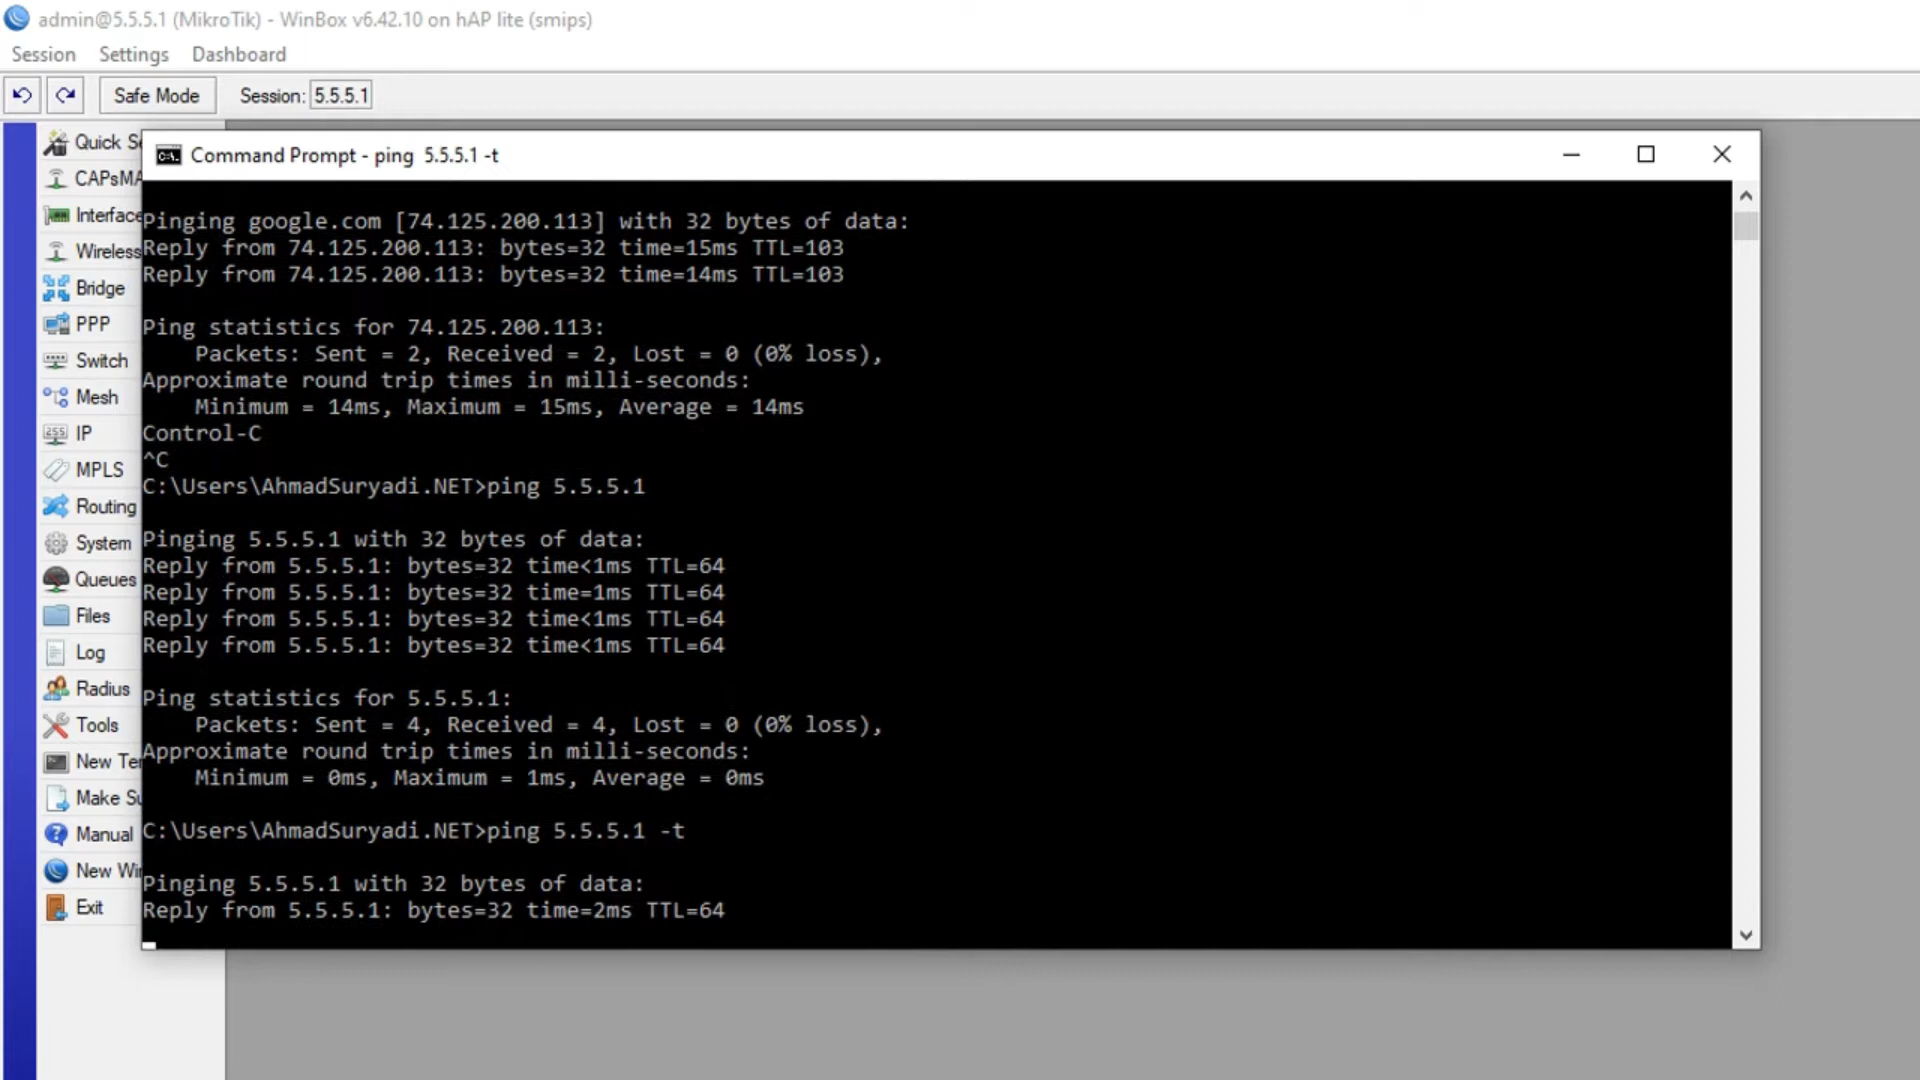 admin@5.5.5.1 (MikroTik) - WinBox v6.42.10 on hAP lite (smips)
Session Settings Dashboard
Safe Mode Session: 5.5.5.1
Quick Se
CAPsMA
Interface
Wireless
Bridge
PPP
Switch
Mesh
IP
MPLS
Routing
System
Queues
Files
Log
Radius
Tools
New Ter
Make Su
Manual
New Win
Exit
Command Prompt - ping 5.5.5.1 -t
Pinging google.com [74.125.200.113] with 32 bytes of data:
Reply from 74.125.200.113: bytes=32 time=15ms TTL=103
Reply from 74.125.200.113: bytes=32 time=14ms TTL=103
Ping statistics for 74.125.200.113:
Packets: Sent = 2, Received = 2, Lost = 0 (0% loss),
Approximate round trip times in milli-seconds:
Minimum = 14ms, Maximum = 15ms, Average = 14ms
Control-C
^C
C:\Users\AhmadSuryadi.NET>ping 5.5.5.1
Pinging 5.5.5.1 with 32 bytes of data:
Reply from 5.5.5.1: bytes=32 time<1ms TTL=64
Reply from 5.5.5.1: bytes=32 time=1ms TTL=64
Reply from 5.5.5.1: bytes=32 time<1ms TTL=64
Reply from 5.5.5.1: bytes=32 time<1ms TTL=64
Ping statistics for 5.5.5.1:
Packets: Sent = 4, Received = 4, Lost = 0 (0% loss),
Approximate round trip times in milli-seconds:
Minimum = 0ms, Maximum = 1ms, Average = 0ms
C:\Users\AhmadSuryadi.NET>ping 5.5.5.1 -t
Pinging 5.5.5.1 with 32 bytes of data:
Reply from 5.5.5.1: bytes=32 time=2ms TTL=64